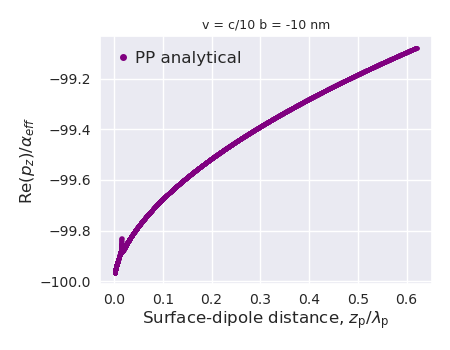 v = c/10 b = -10 nm
PP analytical
Re(p_z)/α_eff
−99.2
−99.4
−99.6
−99.8
−100.0
0.0 0.1 0.2 0.3 0.4 0.5 0.6
Surface-dipole distance, z_p/λ_p